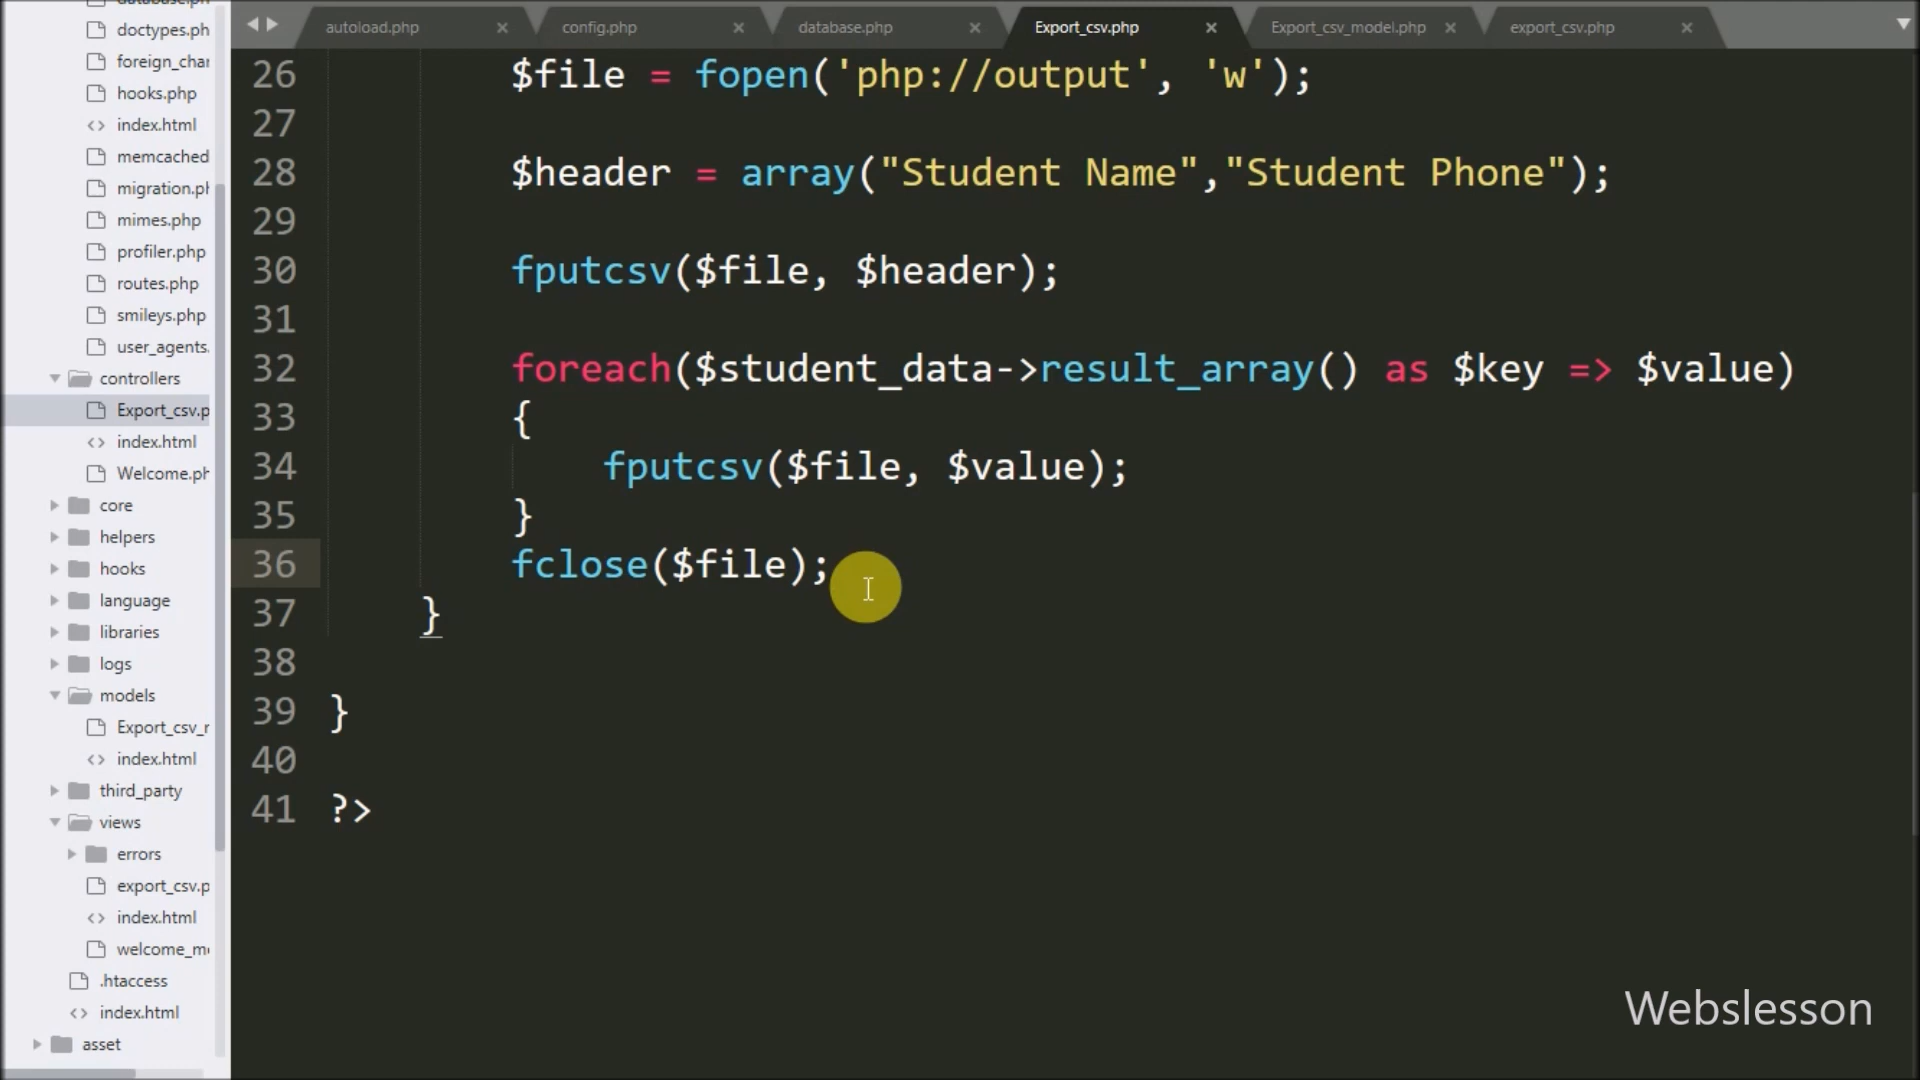 autoload.php
config.php
database.php
Export_csv.php
Export_csv_model.php
export_csv.php
doctypes.ph
foreign_char
hooks.php
<> index.html
memcached
migration.ph
mimes.php
profiler.php
routes.php
smileys.php
user_agents.
controllers
Export_csv.p
<> index.html
Welcome.ph
core
helpers
hooks
language
libraries
logs
models
Export_csv_r
<> index.html
third_party
views
errors
export_csv.p
<> index.html
welcome_me
.htaccess
<> index.html
asset
26 $file = fopen('php://output', 'w');
27
28 $header = array("Student Name","Student Phone");
29
30 fputcsv($file, $header);
31
32 foreach($student_data->result_array() as $key => $value)
33 {
34 fputcsv($file, $value);
35 }
36 fclose($file);
37 }
38
39 }
40
41 ?>
Webslesson